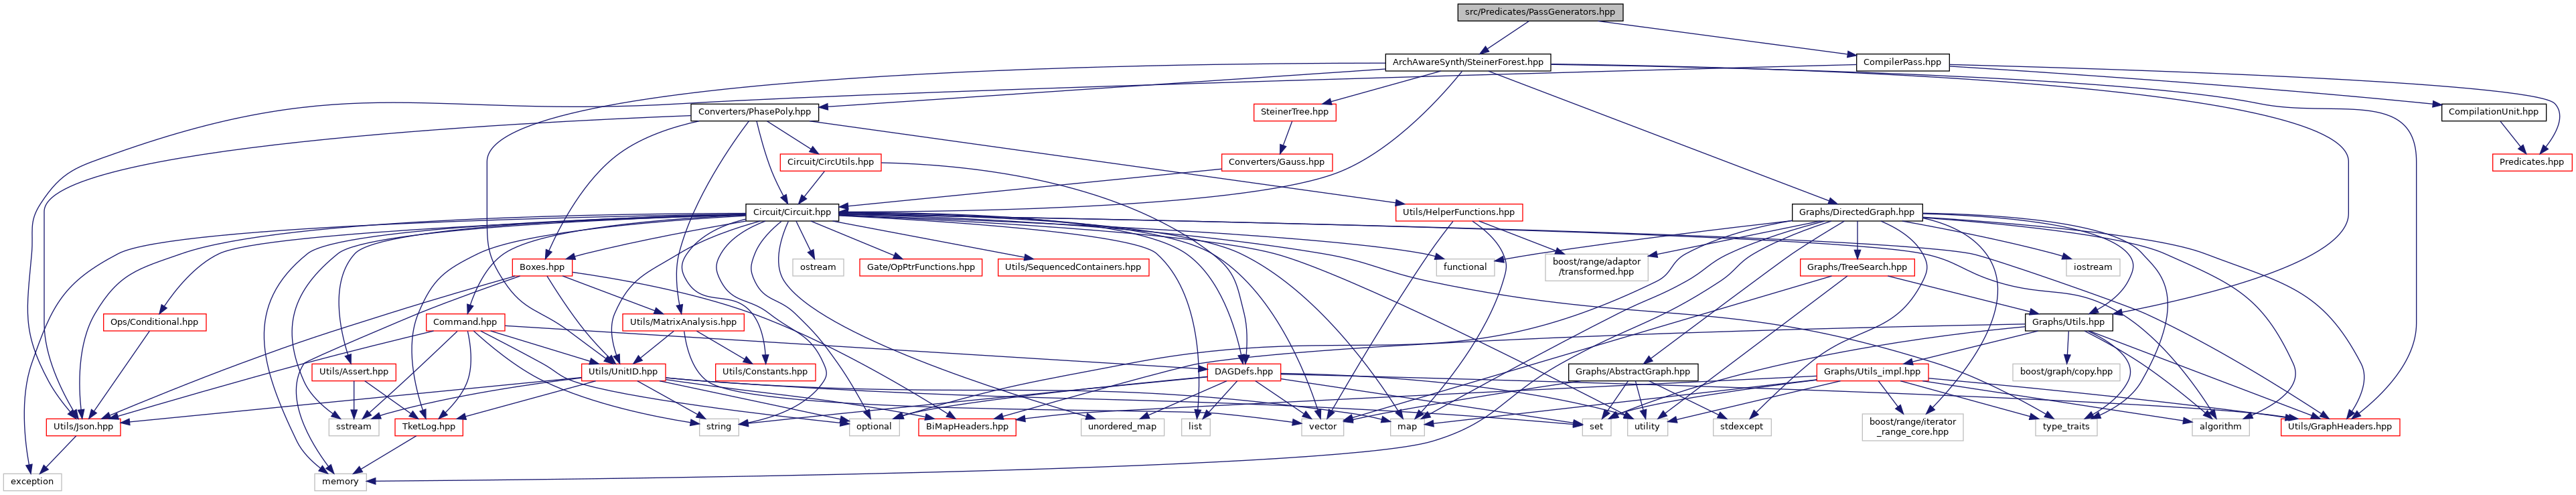 src/Predicates/PassGenerators.hpp
ArchAwareSynth/SteinerForest.hpp
CompilerPass.hpp
Converters/PhasePoly.hpp
SteinerTree.hpp
CompilationUnit.hpp
Circuit/CircUtils.hpp
Converters/Gauss.hpp
Predicates.hpp
Circuit/Circuit.hpp
Utils/HelperFunctions.hpp
Graphs/DirectedGraph.hpp
Boxes.hpp
ostream
Gate/OpPtrFunctions.hpp
Utils/SequencedContainers.hpp
functional
boost/range/adaptor
/transformed.hpp
Graphs/TreeSearch.hpp
iostream
Ops/Conditional.hpp
Command.hpp
Utils/MatrixAnalysis.hpp
Graphs/Utils.hpp
Utils/Assert.hpp
Utils/UnitID.hpp
Utils/Constants.hpp
DAGDefs.hpp
Graphs/AbstractGraph.hpp
Graphs/Utils_impl.hpp
boost/graph/copy.hpp
Utils/Json.hpp
sstream
TketLog.hpp
string
optional
BiMapHeaders.hpp
unordered_map
list
vector
map
set
utility
stdexcept
boost/range/iterator
_range_core.hpp
type_traits
algorithm
Utils/GraphHeaders.hpp
exception
memory